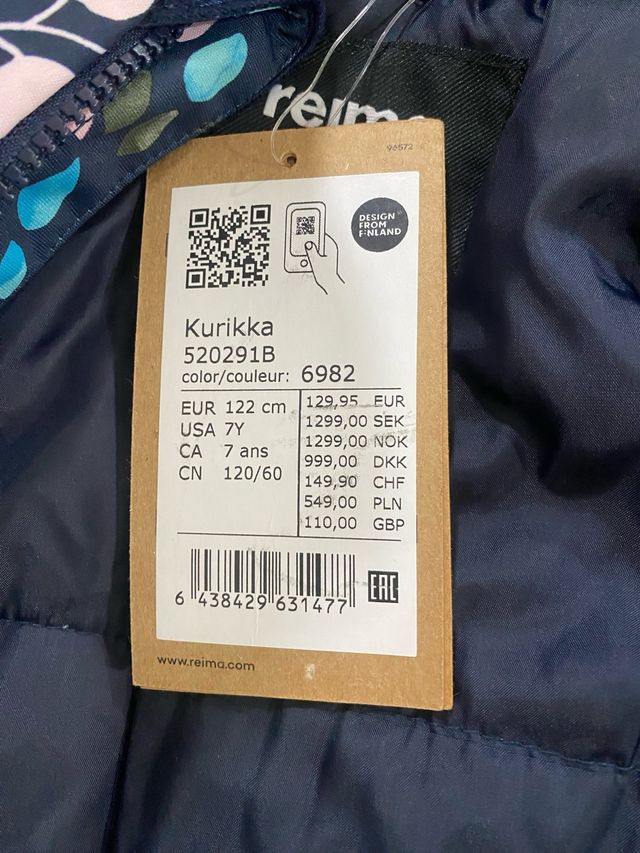 reima
96572
DESIGN
FROM
FINLAND
Kurikka
520291B
color/couleur: 6982
EUR 122 cm
USA 7Y
CA 7 ans
CN 120/60
129,95 EUR
1299,00 SEK
1299,00 NOK
999,00 DKK
149,90 CHF
549,00 PLN
110,00 GBP
6 438429 631477
EAC
www.reima.com